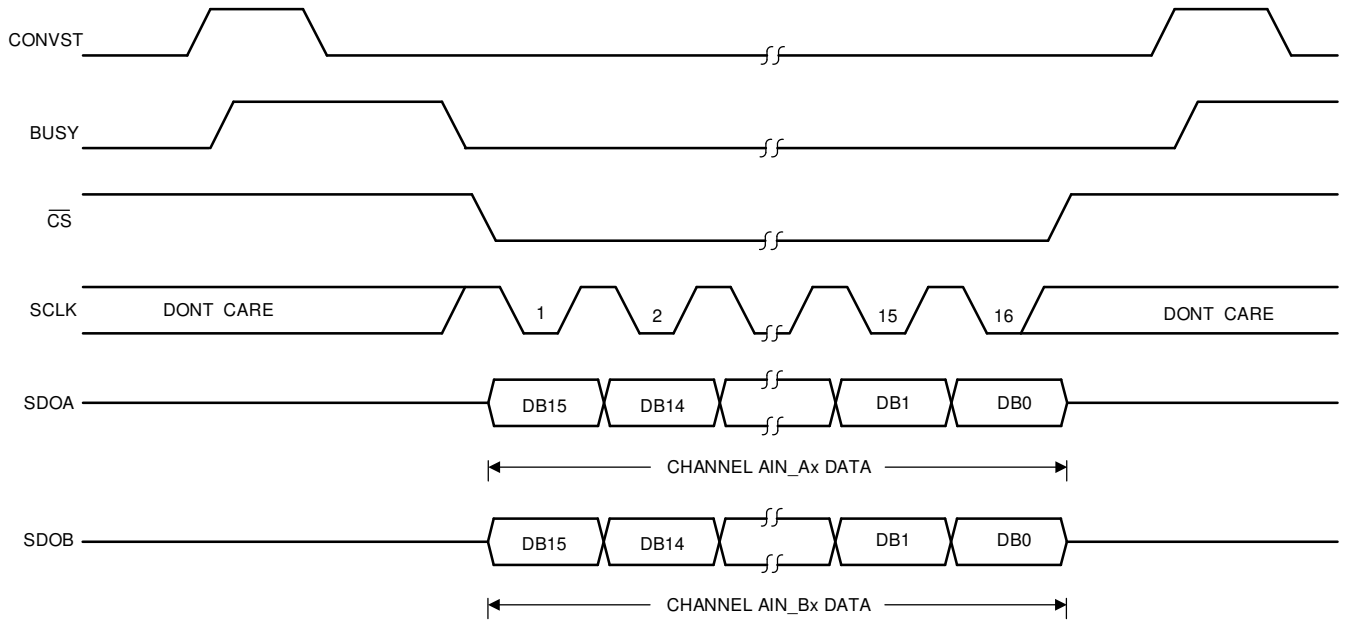 CONVST
BUSY
CS
SCLK DONT CARE 1 2 15 16 DONT CARE
SDOA DB15 DB14 DB1 DB0
CHANNEL AIN_Ax DATA
SDOB DB15 DB14 DB1 DB0
CHANNEL AIN_Bx DATA